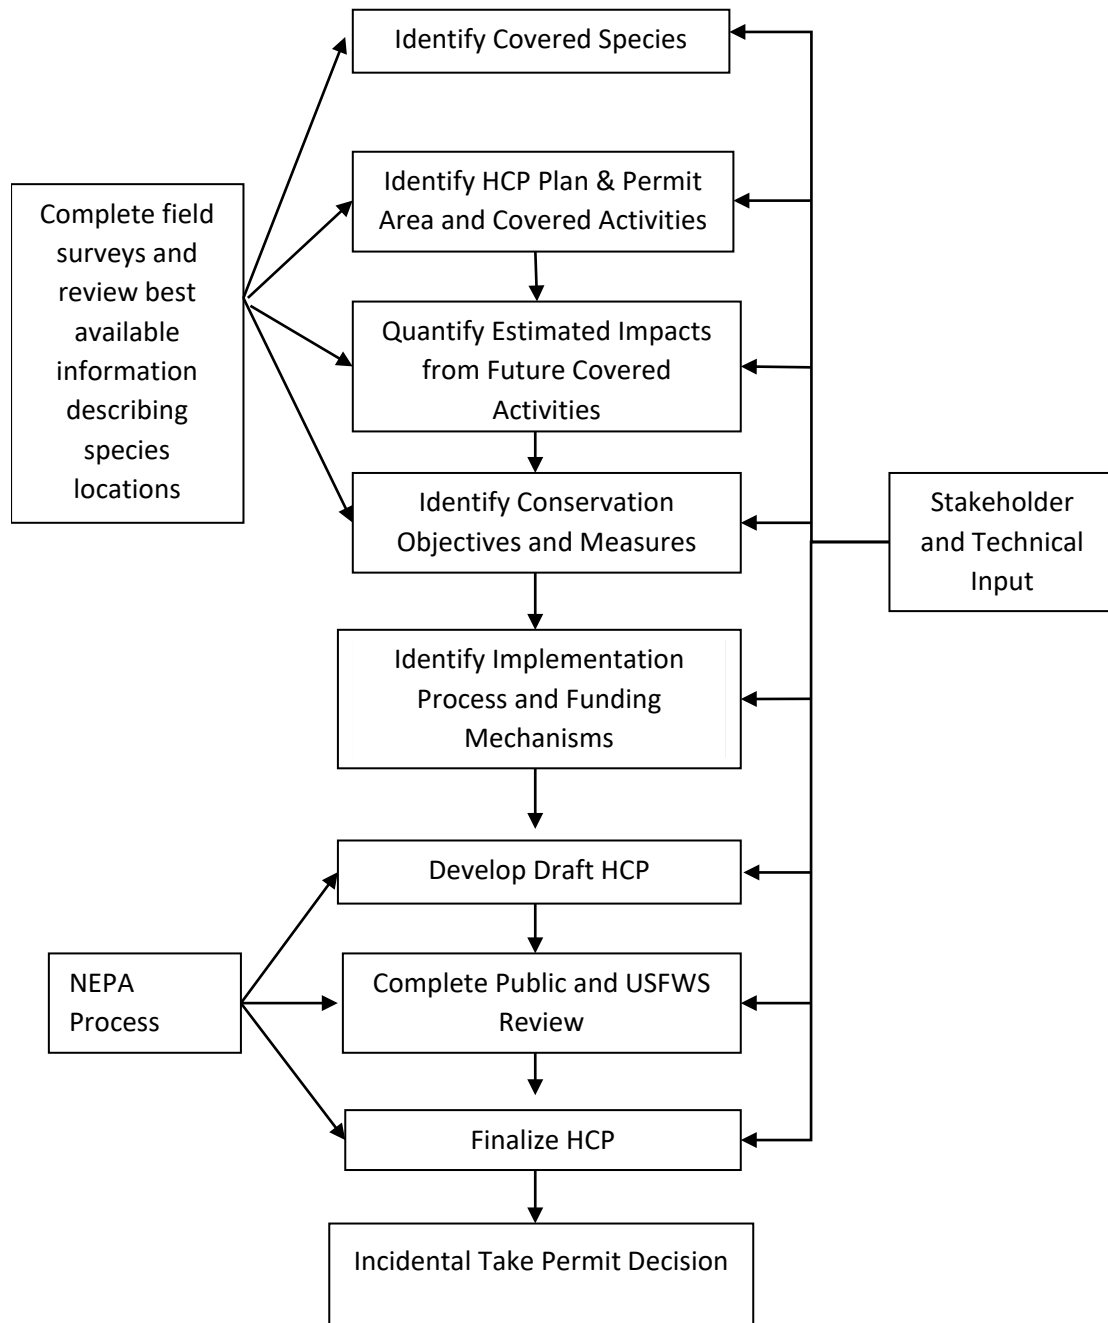 Identify Covered Species
Identify HCP Plan & Permit
Area and Covered Activities
Complete field
surveys and
review best
available
information
describing
species
locations
Quantify Estimated Impacts
from Future Covered
Activities
Identify Conservation
Objectives and Measures
Stakeholder
and Technical
Input
Identify Implementation
Process and Funding
Mechanisms
Develop Draft HCP
NEPA
Process
Complete Public and USFWS
Review
Finalize HCP
Incidental Take Permit Decision